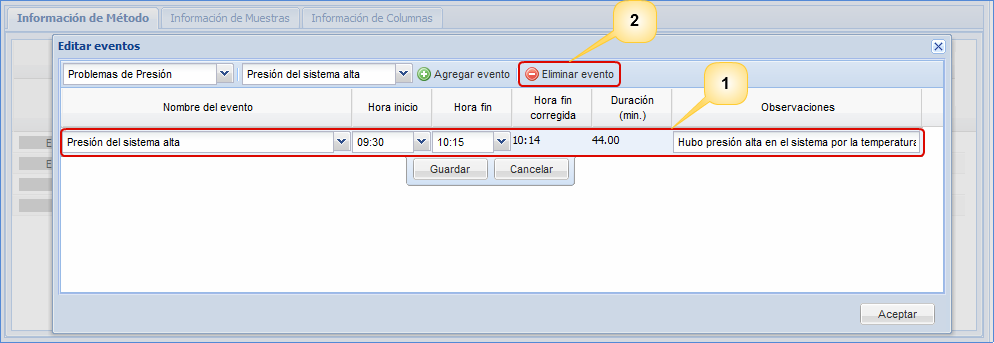 Información de Método
Información de Muestras
Información de Columnas
2
Editar eventos
Problemas de Presión
Presión del sistema alta
Agregar evento
Eliminar evento
1
Nombre del evento
Hora inicio
Hora fin
Hora fin
corregida
Duración
(min.)
Observaciones
E
Presión del sistema alta
09:30
10:15
10:14
44.00
Hubo presión alta en el sistema por la temperatura
E
Guardar
Cancelar
Aceptar